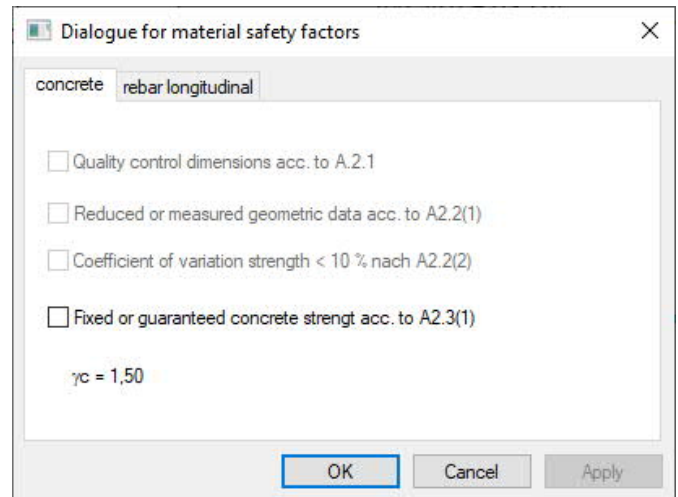 Dialogue for material safety factors
concrete rebar longitudinal
Quality control dimensions acc. to A.2.1
Reduced or measured geometric data acc. to A2.2(1)
Coefficient of variation strength < 10 % nach A2.2(2)
Fixed or guaranteed concrete strengt acc. to A2.3(1)
γc = 1,50
OK Cancel Apply